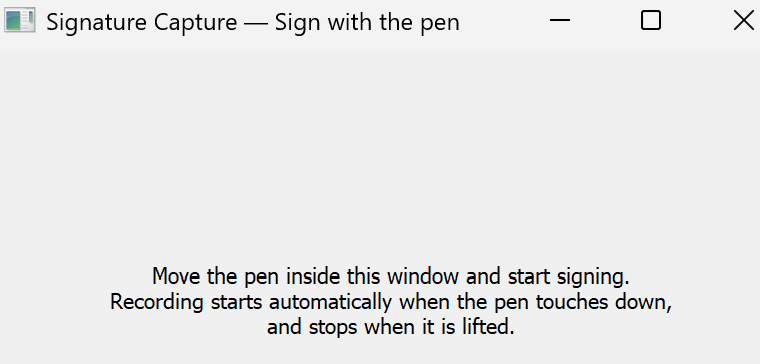 Signature Capture — Sign with the pen
Move the pen inside this window and start signing.
Recording starts automatically when the pen touches down,
and stops when it is lifted.